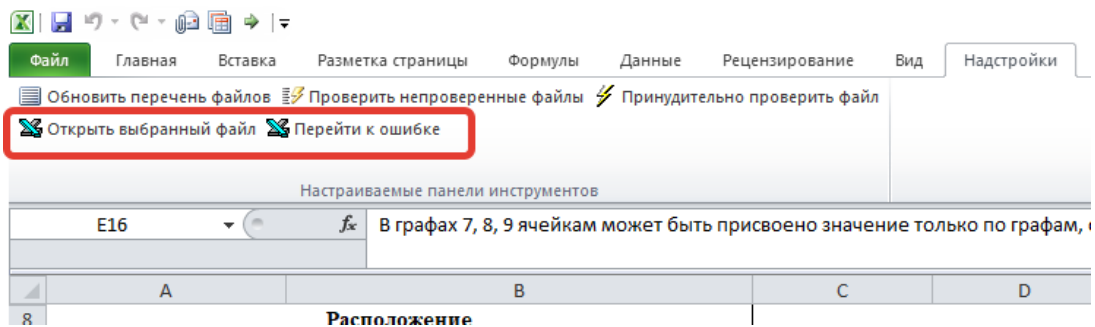 Файл Главная Вставка Разметка страницы Формулы Данные Рецензирование Вид Надстройки
Обновить перечень файлов Проверить непроверенные файлы Принудительно проверить файл
Открыть выбранный файл Перейти к ошибке
Настраиваемые панели инструментов
E16 fx В графах 7, 8, 9 ячейкам может быть присвоено значение только по графам,
A B C D
8 Расположение